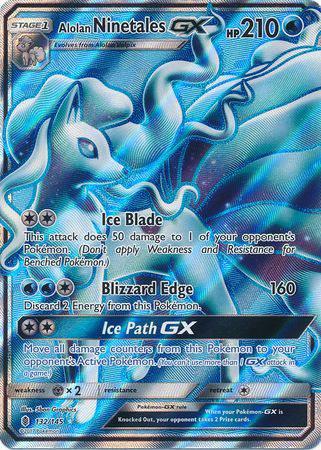 STAGE 1 Alolan Ninetales GX HP 210
Evolves from Alolan Vulpix
Ice Blade
This attack does 50 damage to 1 of your opponent's
Pokémon. (Don't apply Weakness and Resistance for
Benched Pokémon.)
Blizzard Edge 160
Discard 2 Energy from this Pokémon.
Ice Path GX
Move all damage counters from this Pokémon to your
opponent's Active Pokémon. (You can't use more than 1 GX attack in
a game.)
weakness ×2 resistance retreat
Illus.
132/145
©2017 Pokémon
Pokémon-GX rule
When your Pokémon-GX is
Knocked Out, your opponent takes 2 Prize cards.